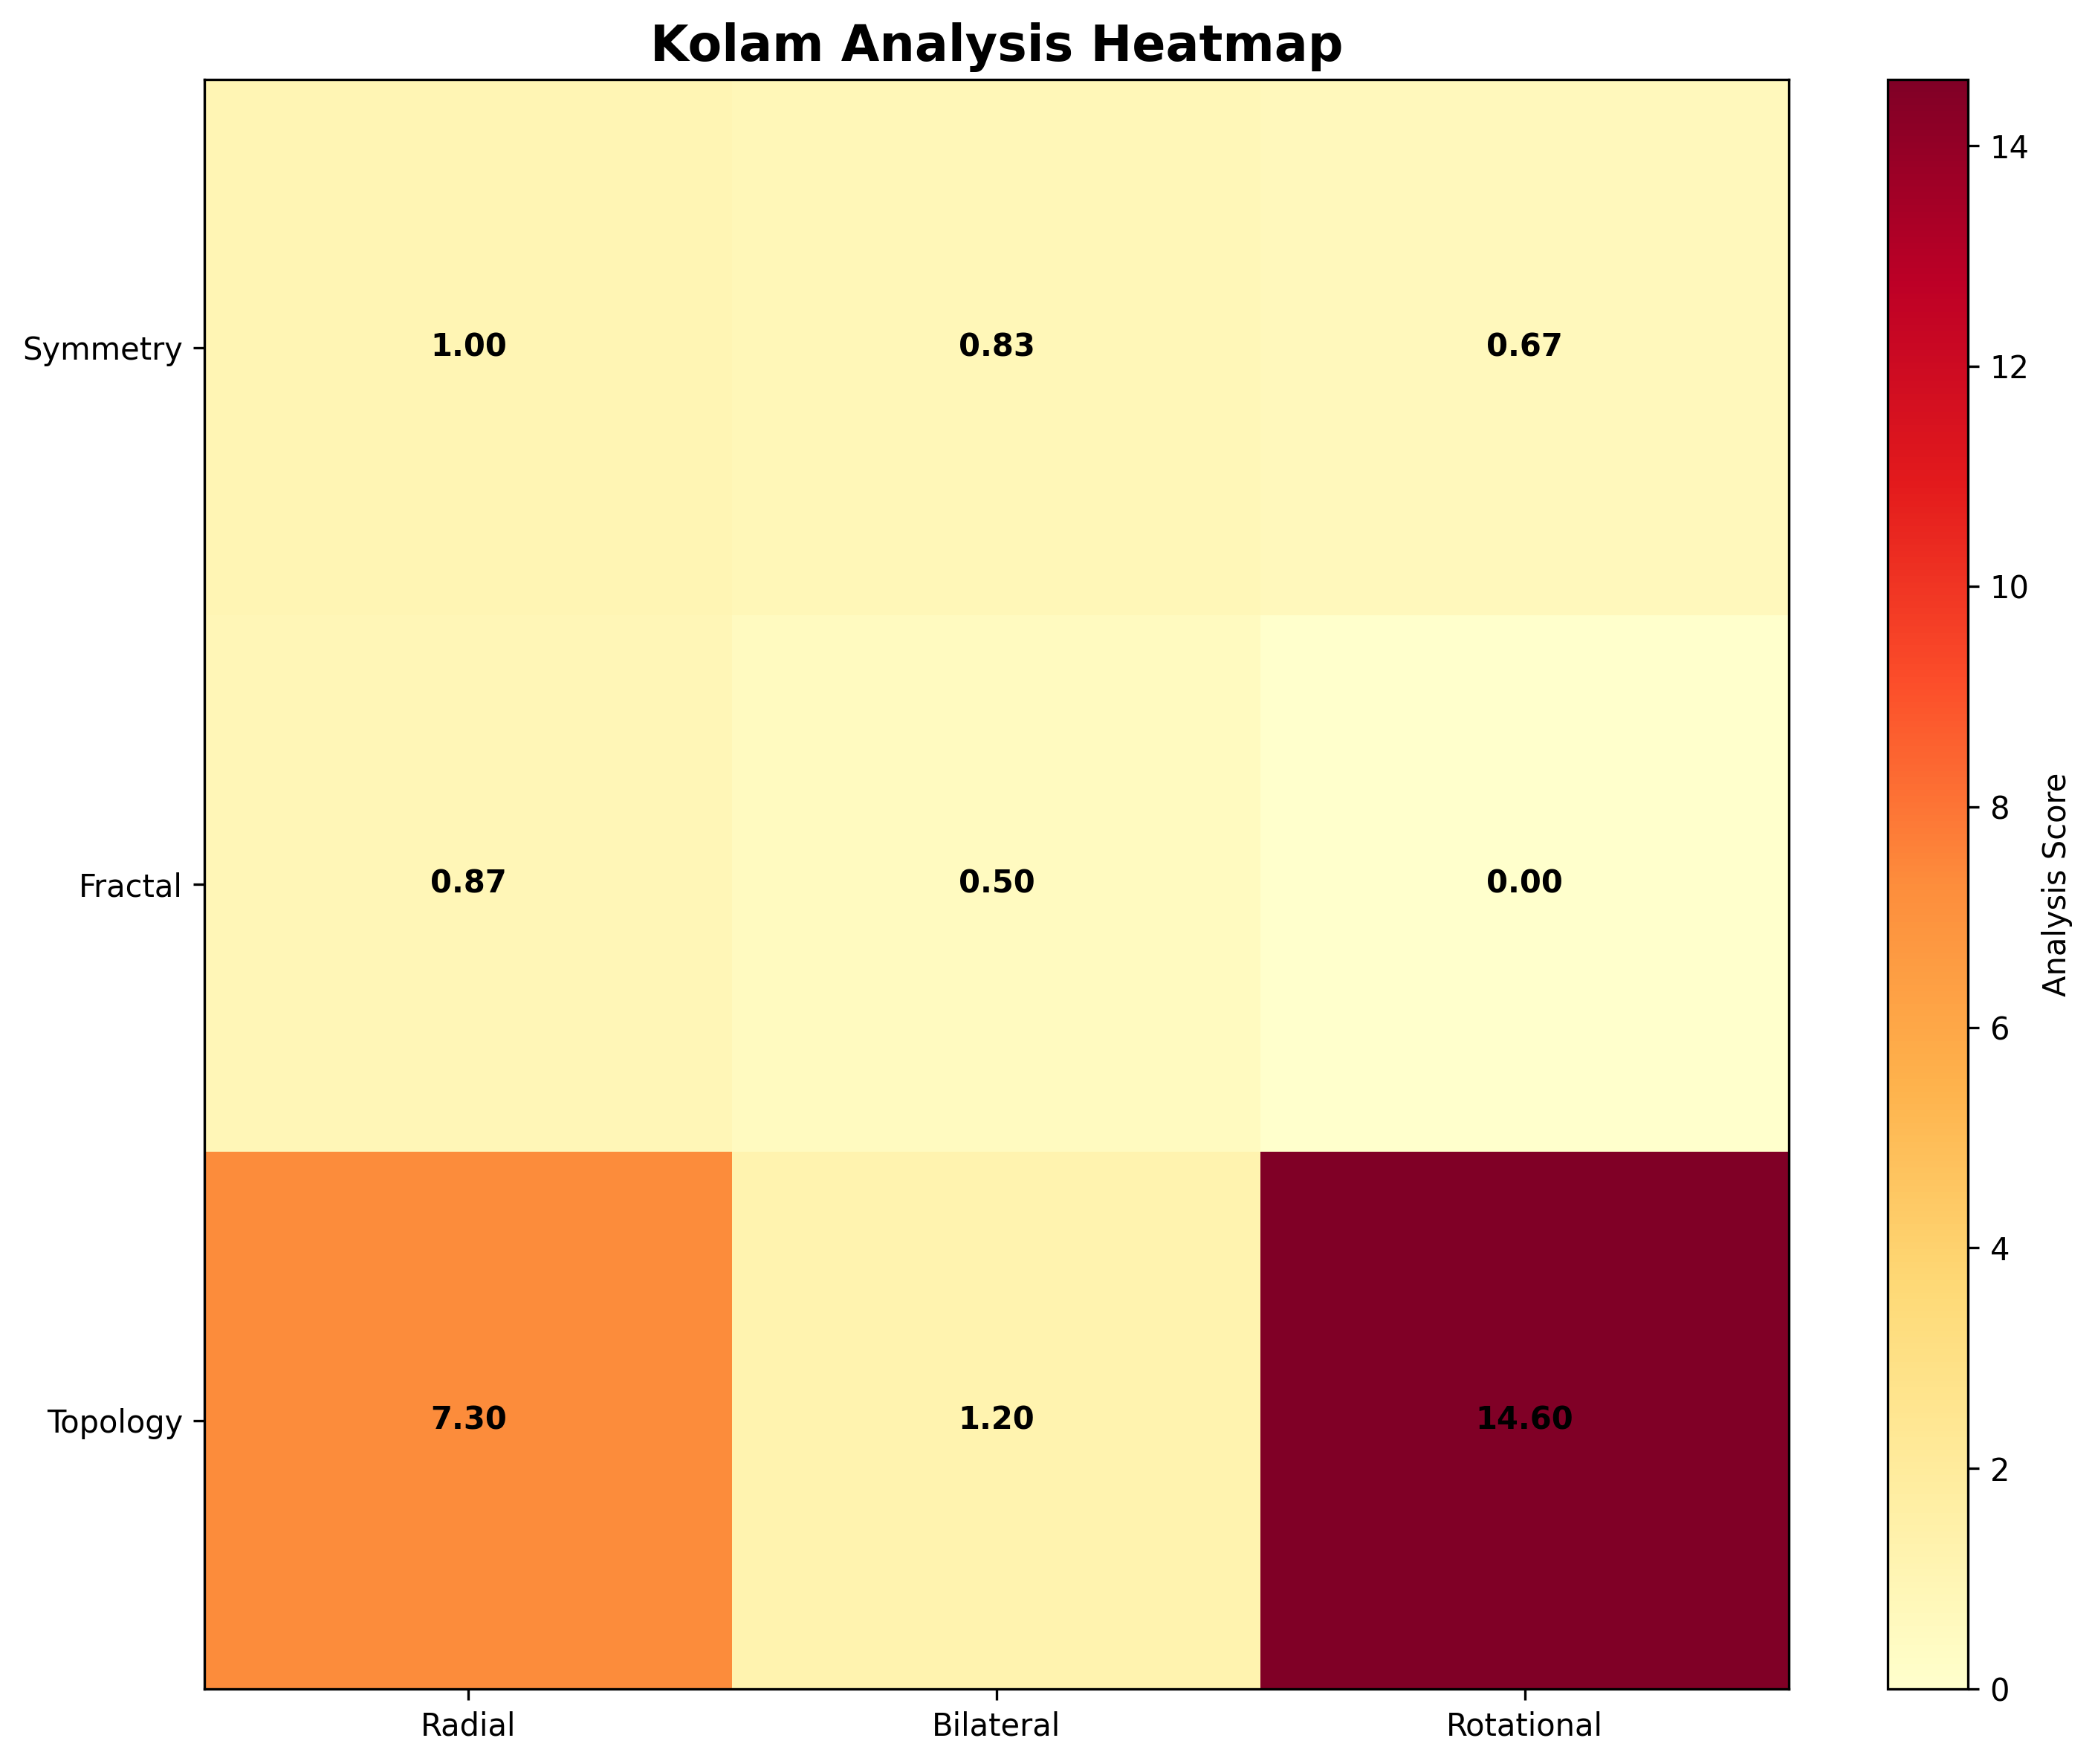 Kolam Analysis Heatmap
Symmetry
1.00 0.83 0.67
Fractal
0.87 0.50 0.00
Topology
7.30 1.20 14.60
Radial Bilateral Rotational
14
12
10
8
6
4
2
0
Analysis Score